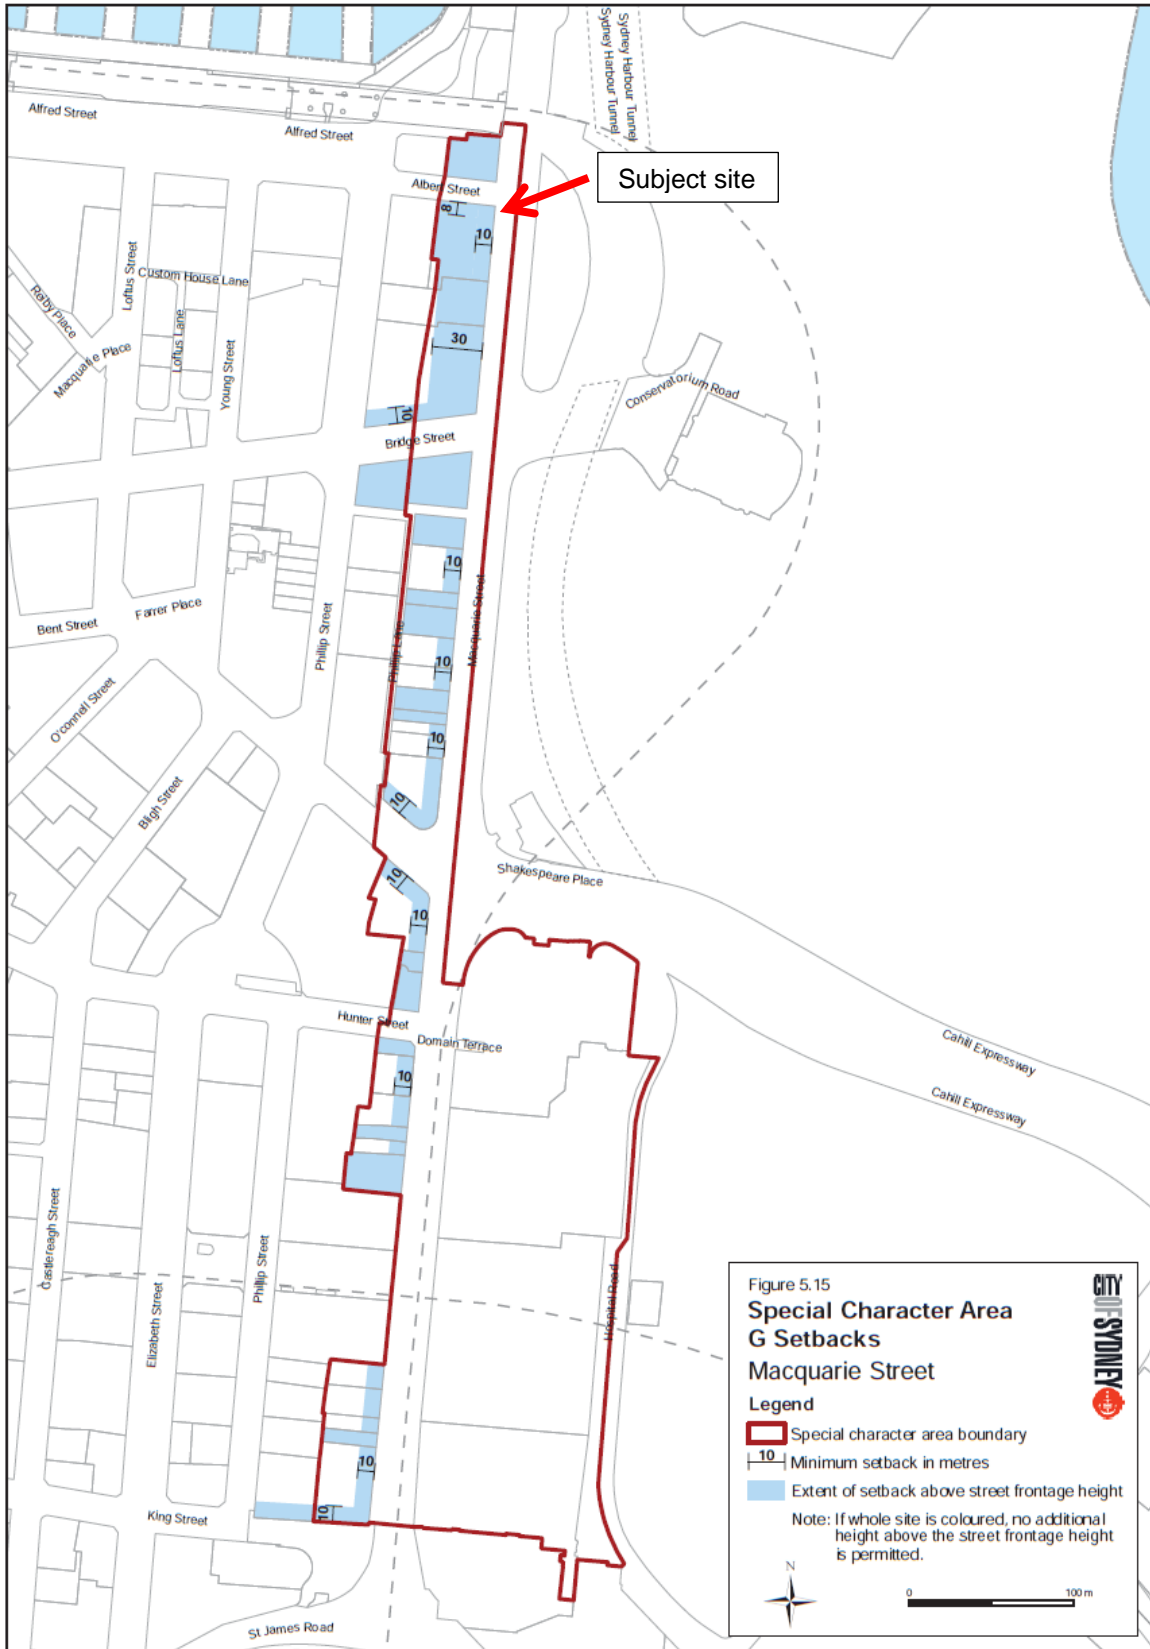 Sydney Harbour Tunnel
Sydney Harbour Tunnel
Alfred Street
Alfred Street
Subject site
Albert Street
8
10
Loftus Street
Custom House Lane
Reiby Place
Loftus Lane
Macquarie Place
Young Street
30
Conservatorium Road
10
Bridge Street
10
Farrer Place
Bent Street
Phillip Street
Phillip Lane
Macquarie Street
10
O'connell Street
10
Bligh Street
10
Shakespeare Place
10
10
Hunter Street
Domain Terrace
Cahill Expressway
10
Cahill Expressway
Castlereagh Street
Elizabeth Street
Phillip Street
Hospital Road
10
10
King Street
St James Road
Figure 5.15
Special Character Area
G Setbacks
Macquarie Street
CITY OF SYDNEY
Legend
Special character area boundary
10 Minimum setback in metres
Extent of setback above street frontage height
Note: If whole site is coloured, no additional
height above the street frontage height
is permitted.
N
0 100 m